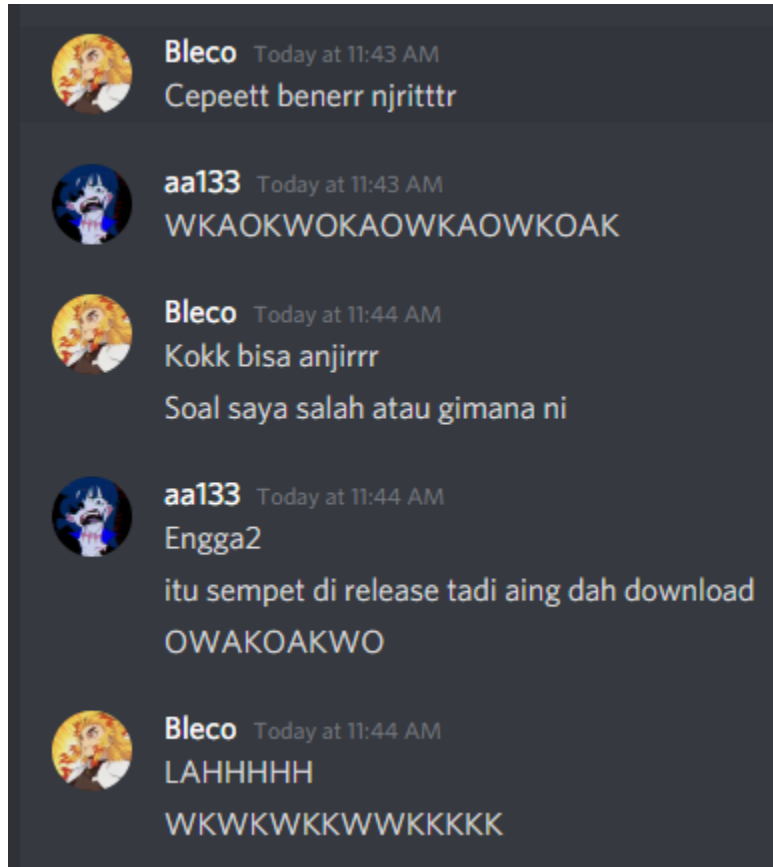 Bleco Today at 11:43 AM
Cepeett benerr njritttr
aa133 Today at 11:43 AM
WKAOKWOKAOWKAOWKOAK
Bleco Today at 11:44 AM
Kokk bisa anjirrr
Soal saya salah atau gimana ni
aa133 Today at 11:44 AM
Engga2
itu sempet di release tadi aing dah download
OWAKOAKWO
Bleco Today at 11:44 AM
LAHHHHH
WKWKWKKWWKKKKK